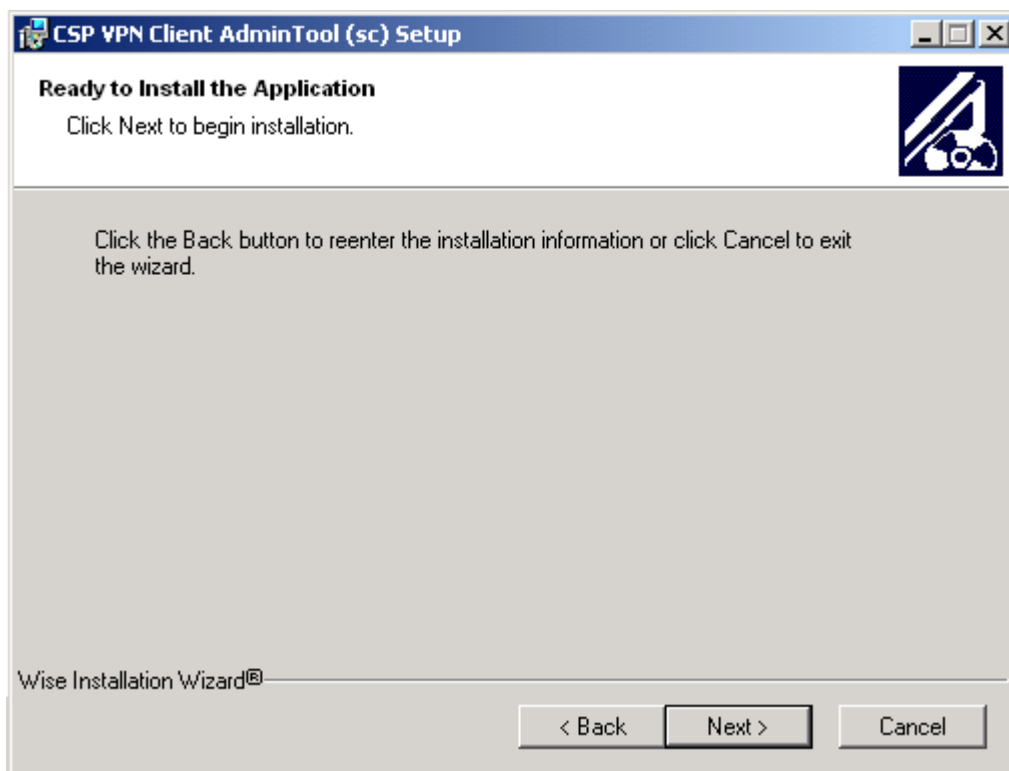 CSP VPN Client AdminTool (sc) Setup
Ready to Install the Application
Click Next to begin installation.
Click the Back button to reenter the installation information or click Cancel to exit
the wizard.
Wise Installation Wizard®
< Back
Next >
Cancel